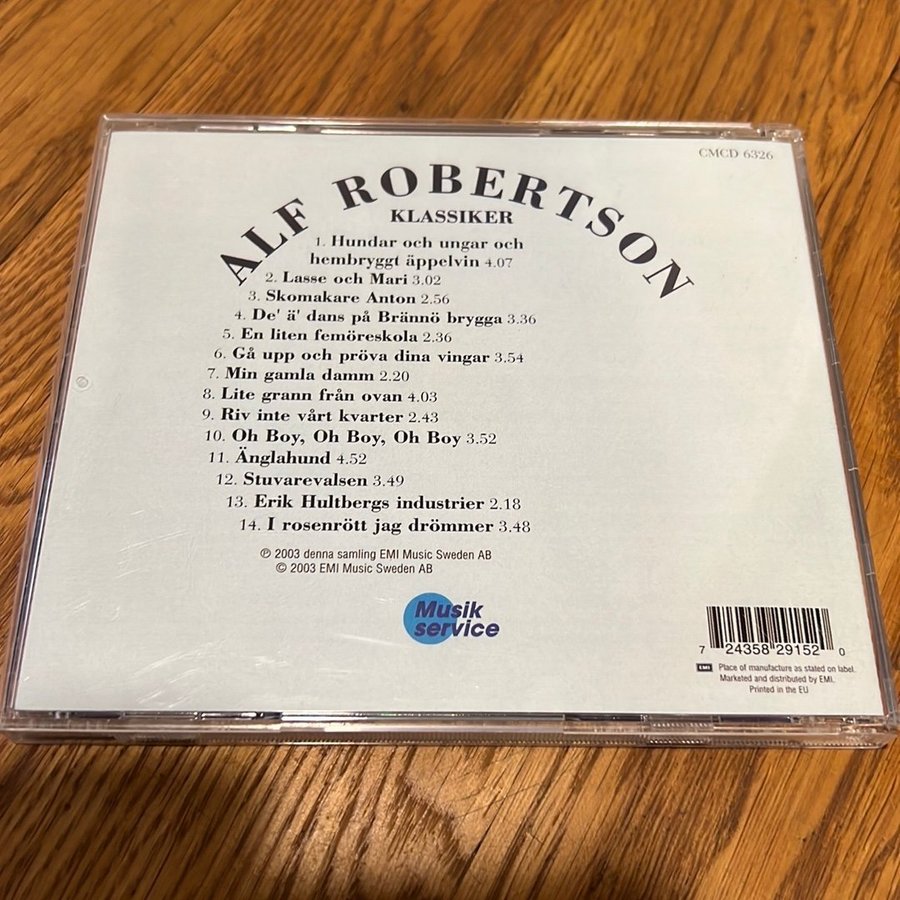 CMCD 6326
ALF ROBERTSON
KLASSIKER
1. Hundar och ungar och
hembryggt äppelvin 4.07
2. Lasse och Mari 3.02
3. Skomakare Anton 2.56
4. De' ä' dans på Brännö brygga 3.36
5. En liten femöreskola 2.36
6. Gå upp och pröva dina vingar 3.54
7. Min gamla damm 2.20
8. Lite grann från ovan 4.03
9. Riv inte vårt kvarter 2.43
10. Oh Boy, Oh Boy, Oh Boy 3.52
11. Änglahund 4.52
12. Stuvarevalsen 3.49
13. Erik Hultbergs industrier 2.18
14. I rosenrött jag drömmer 3.48
℗ 2003 denna samling EMI Music Sweden AB
© 2003 EMI Music Sweden AB
Musik
service
7 24358 29152 0
EMI Place of manufacture as stated on label.
Marketed and distributed by EMI.
Printed in the EU